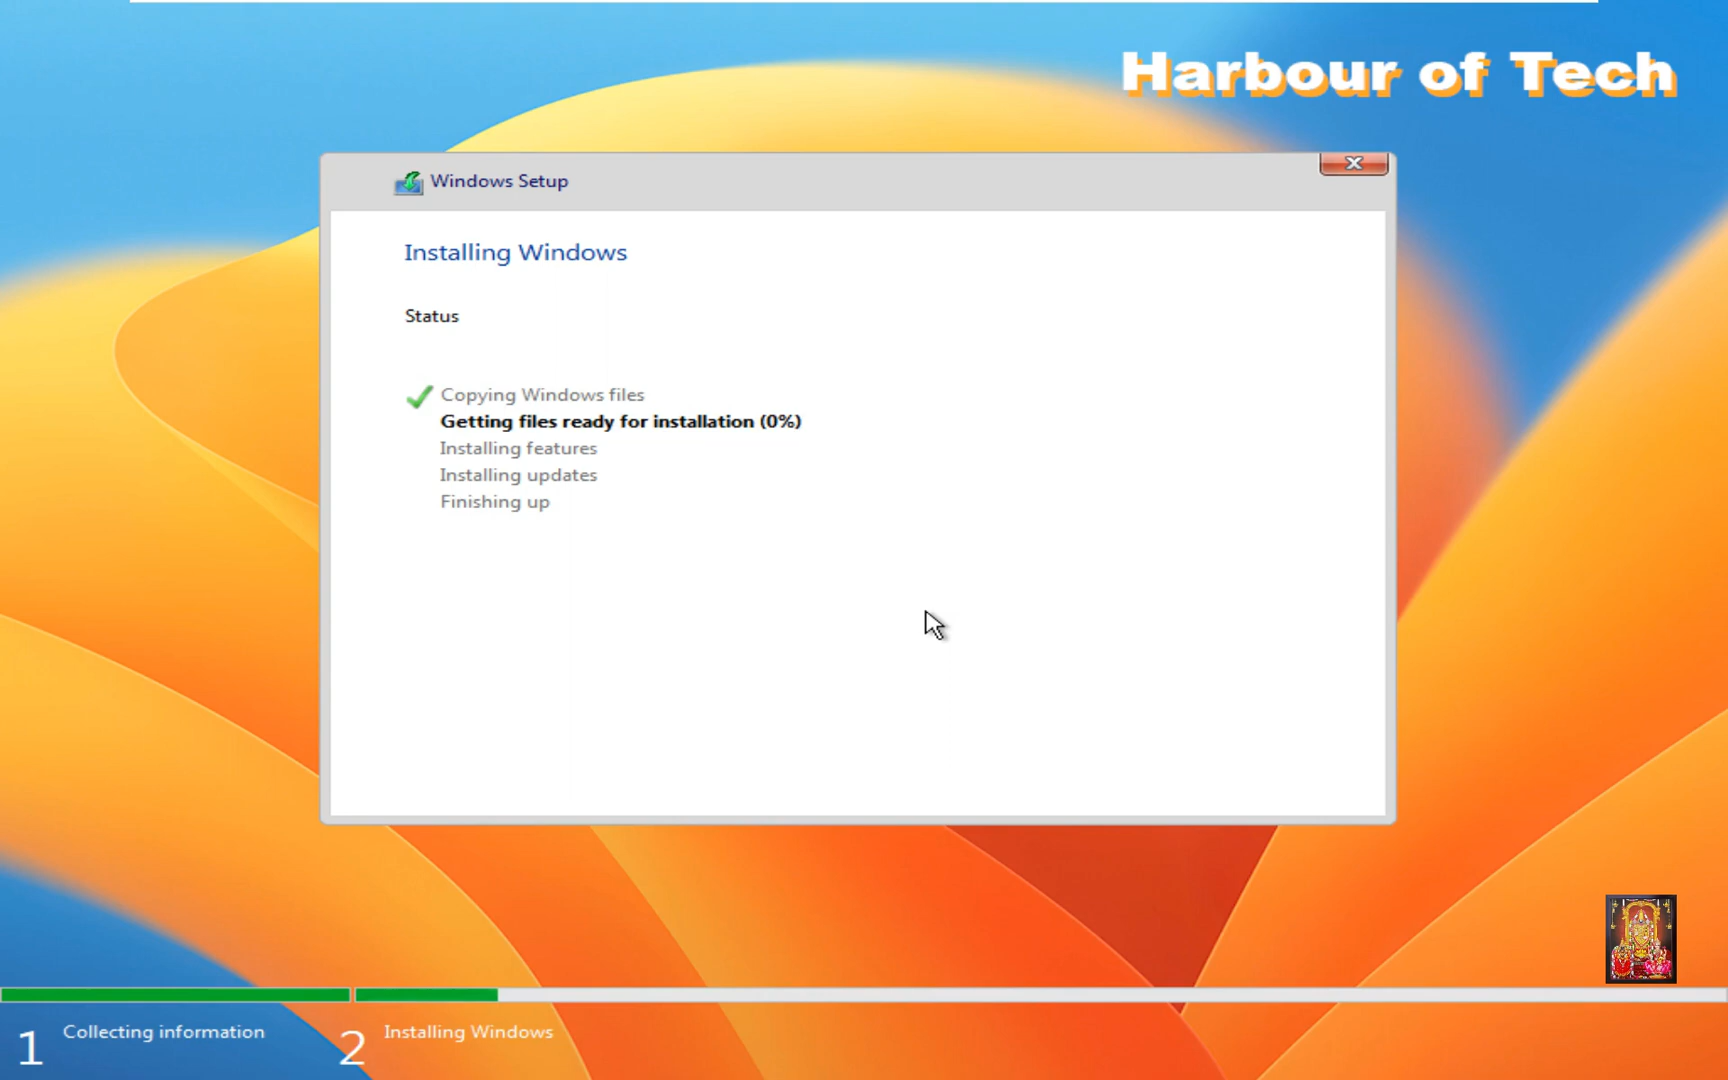 Harbour of Tech
Windows Setup
Installing Windows
Status
Copying Windows files
Getting files ready for installation (0%)
Installing features
Installing updates
Finishing up
1 Collecting information
2 Installing Windows